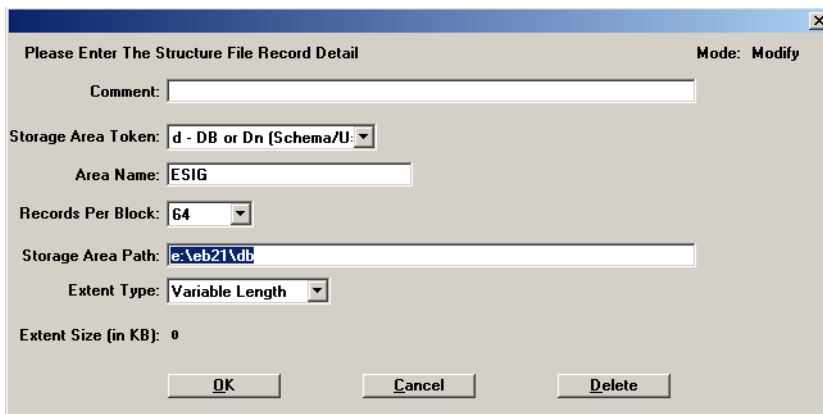 Please Enter The Structure File Record Detail Mode: Modify
Comment:
Storage Area Token: d - DB or Dn (Schema/U:
Area Name: ESIG
Records Per Block: 64
Storage Area Path: e:\eb21\db
Extent Type: Variable Length
Extent Size (in KB): 0
OK Cancel Delete